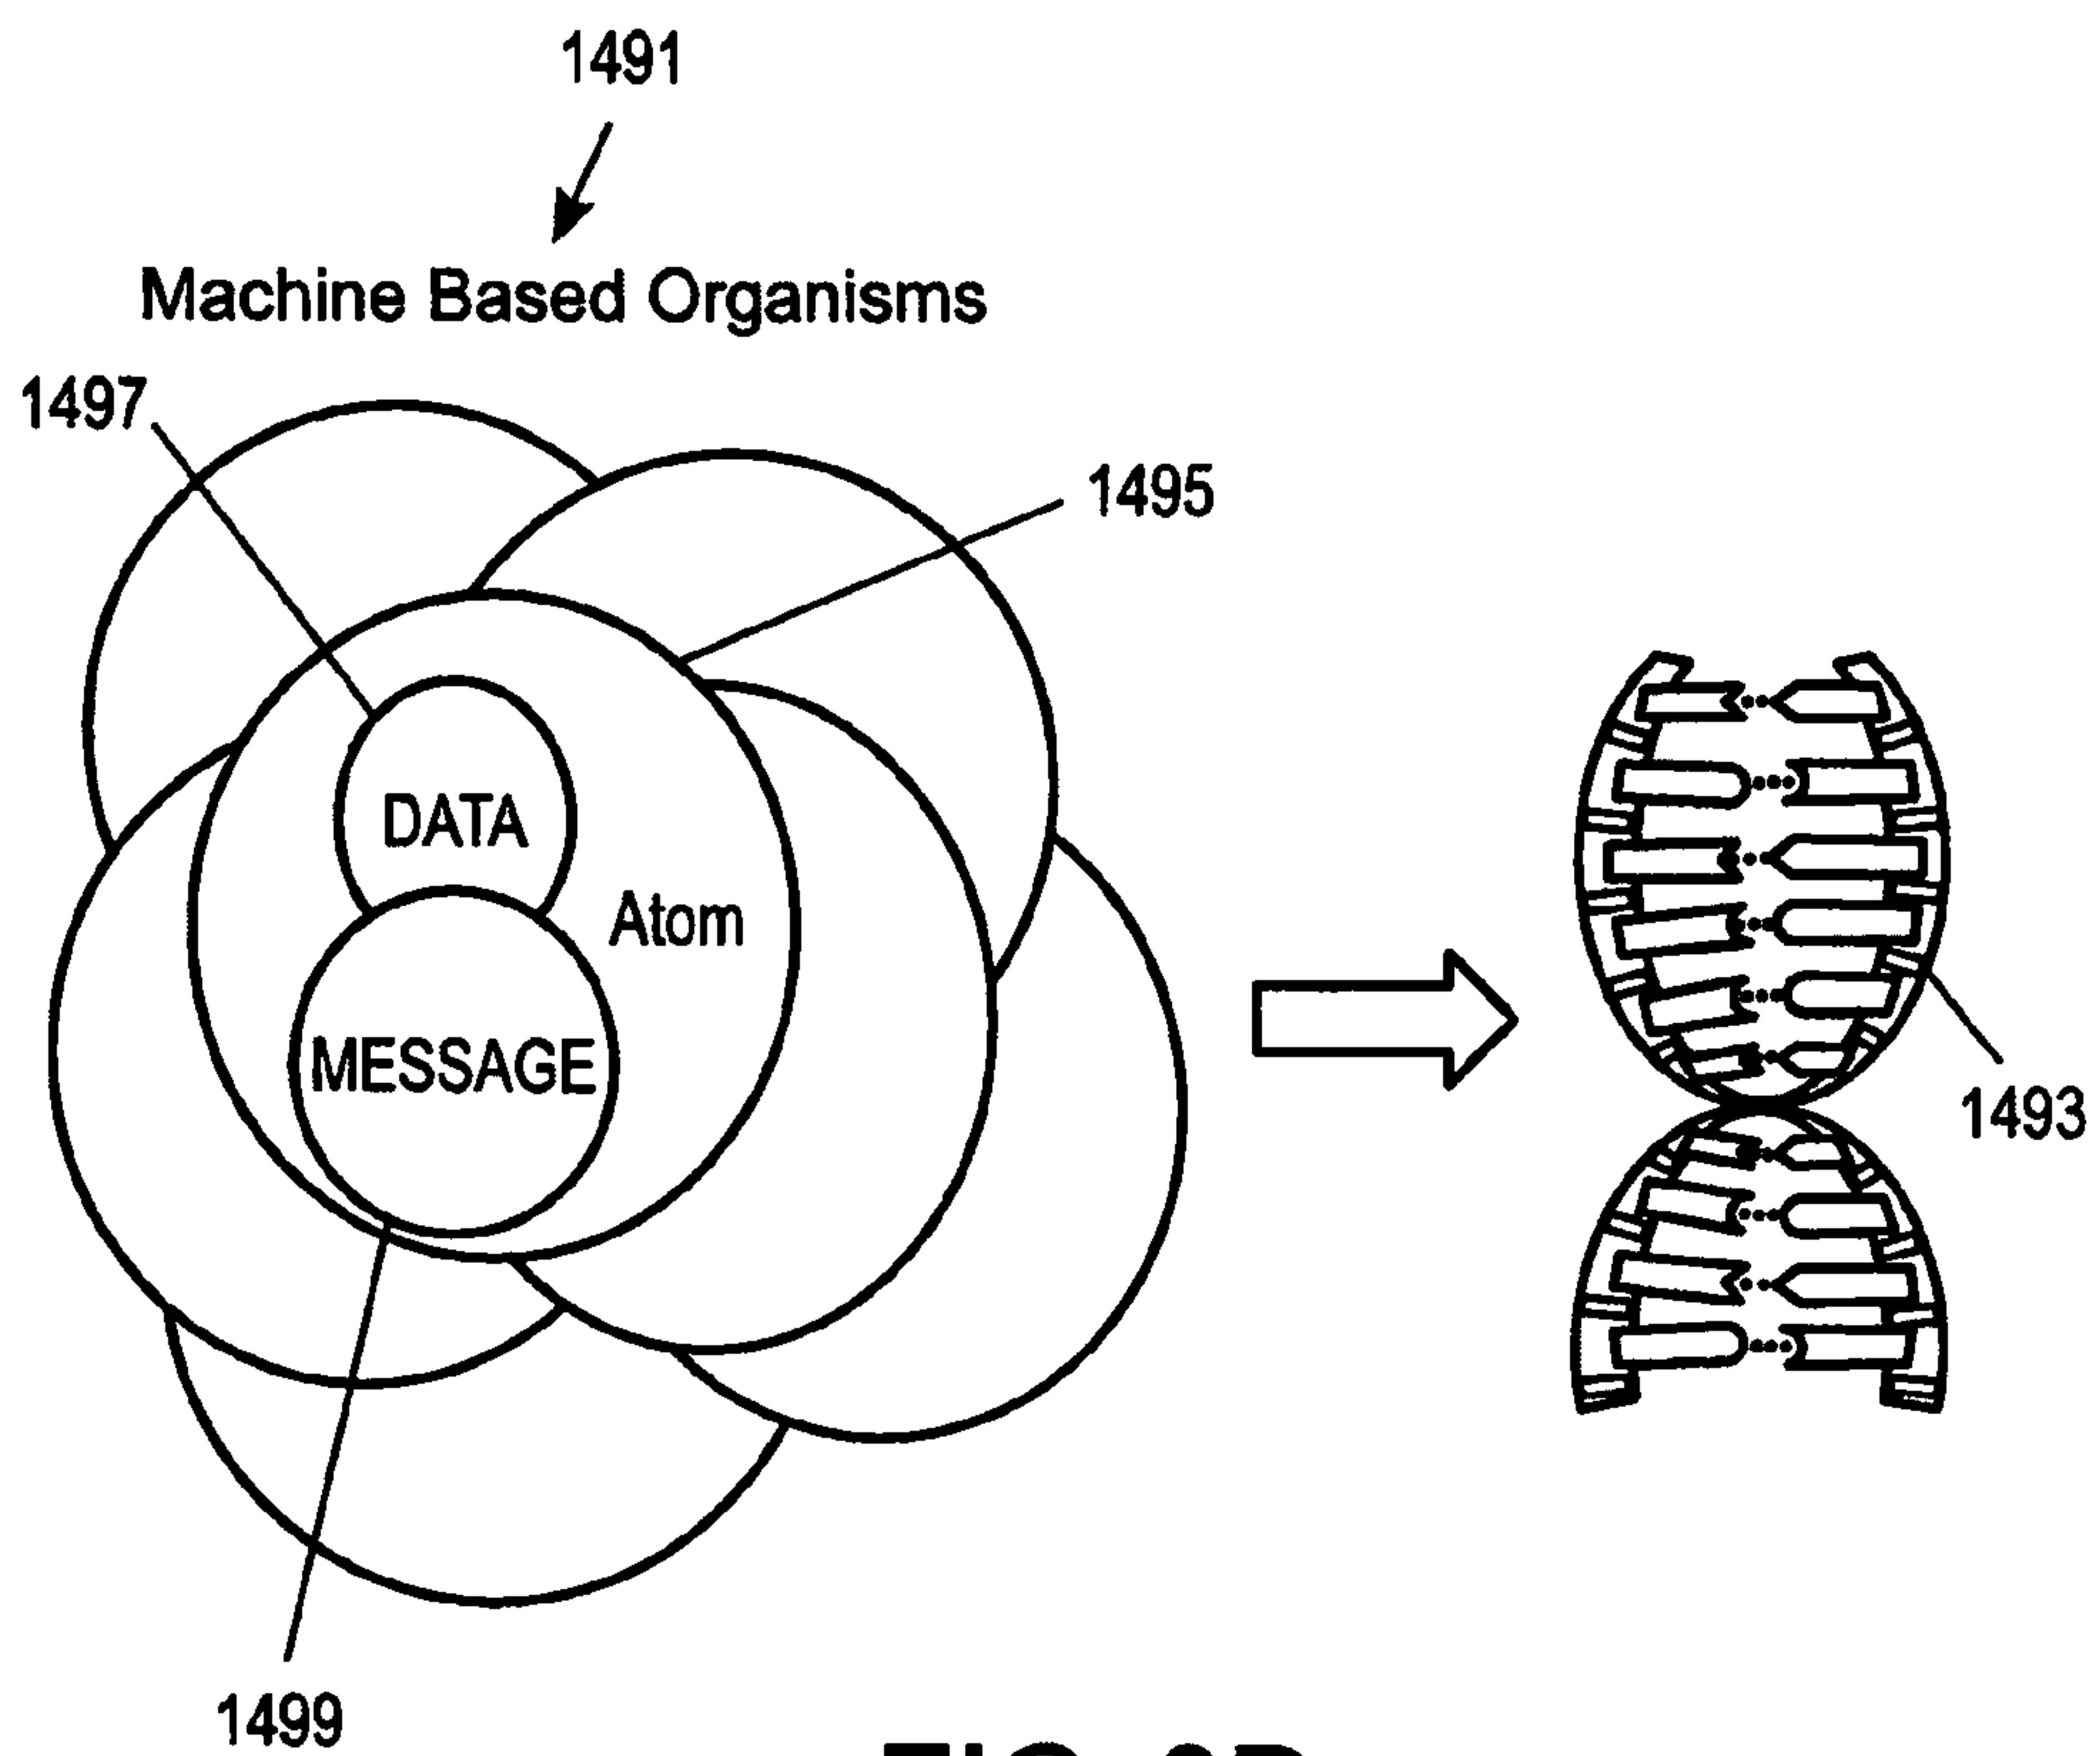 1491
Machine Based Organisms
1497
1495
DATA
Atom
MESSAGE
1493
1499